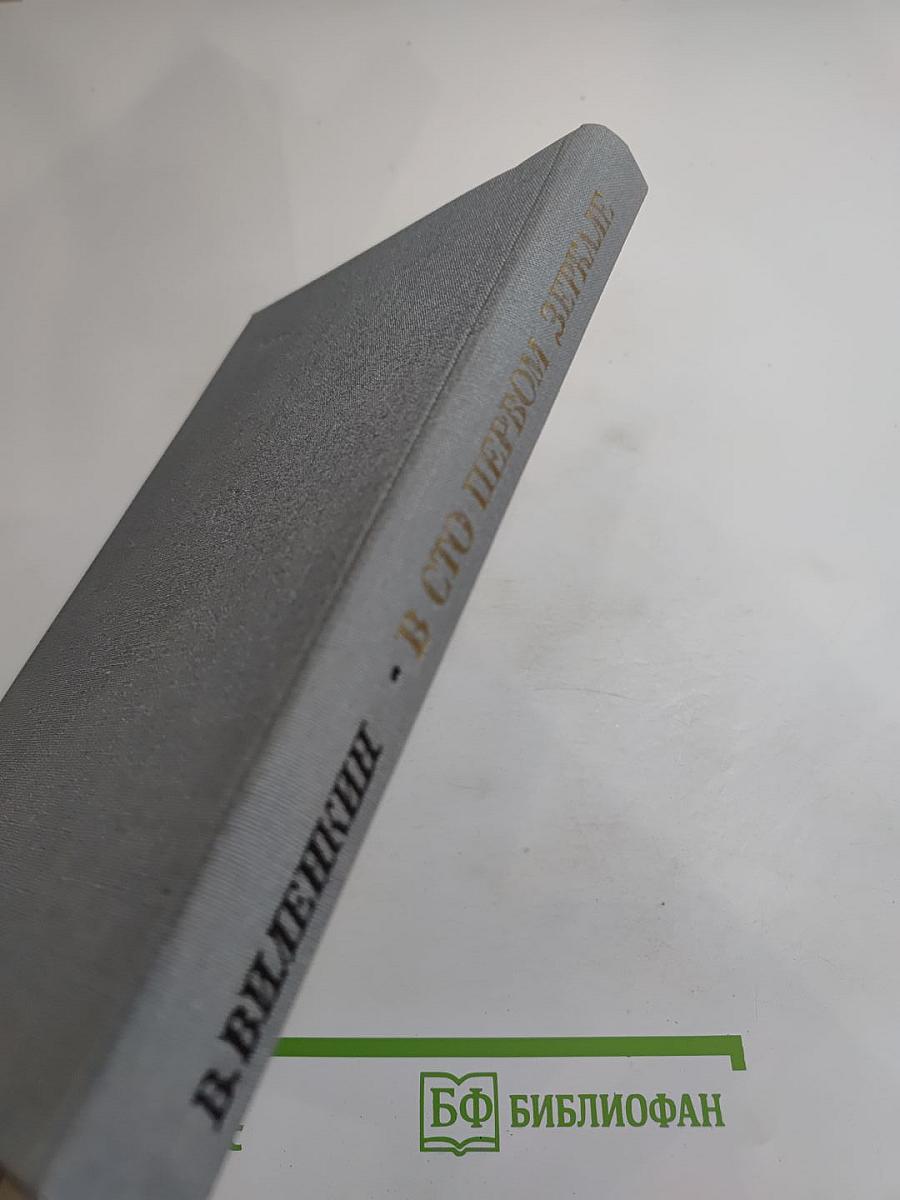 В. ВИЛЕНКИН · В СТО ПЕРВОМ ЗЕРКАЛЕ
БФ БИБЛИОФАН